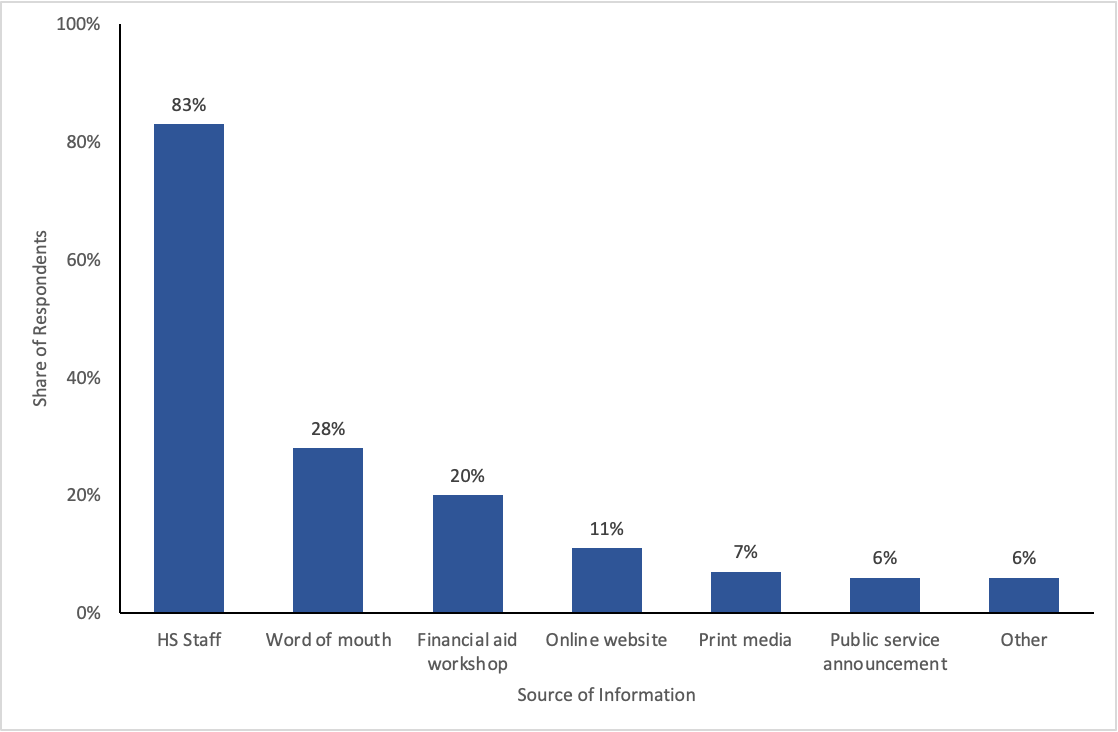 100%
83%
80%
60%
40%
28%
20%
20%
11%
7%
6%
6%
0%
Share of Respondents
HS Staff
Word of mouth
Financial aid
workshop
Online website
Print media
Public service
announcement
Other
Source of Information